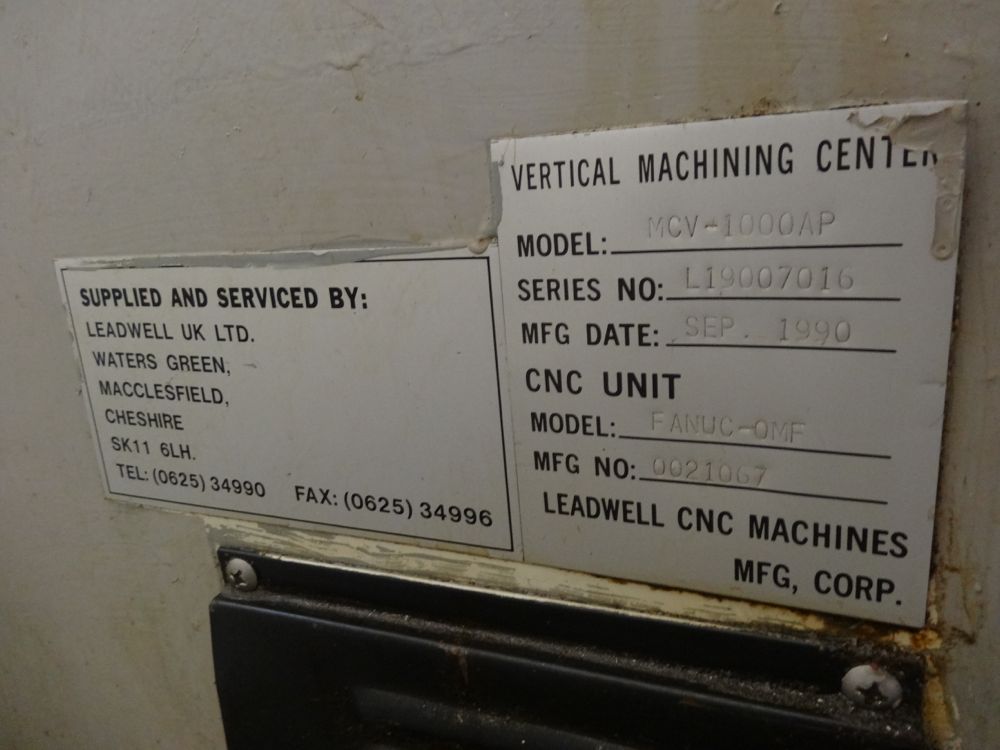 SUPPLIED AND SERVICED BY:
LEADWELL UK LTD.
WATERS GREEN,
MACCLESFIELD,
CHESHIRE
SK11 6LH.
TEL: (0625) 34990 FAX: (0625) 34996
VERTICAL MACHINING CENTER
MODEL: MCV-1000AP
SERIES NO: L19007016
MFG DATE: SEP. 1990
CNC UNIT
MODEL: FANUC-OMF
MFG NO: 0021067
LEADWELL CNC MACHINES
MFG, CORP.